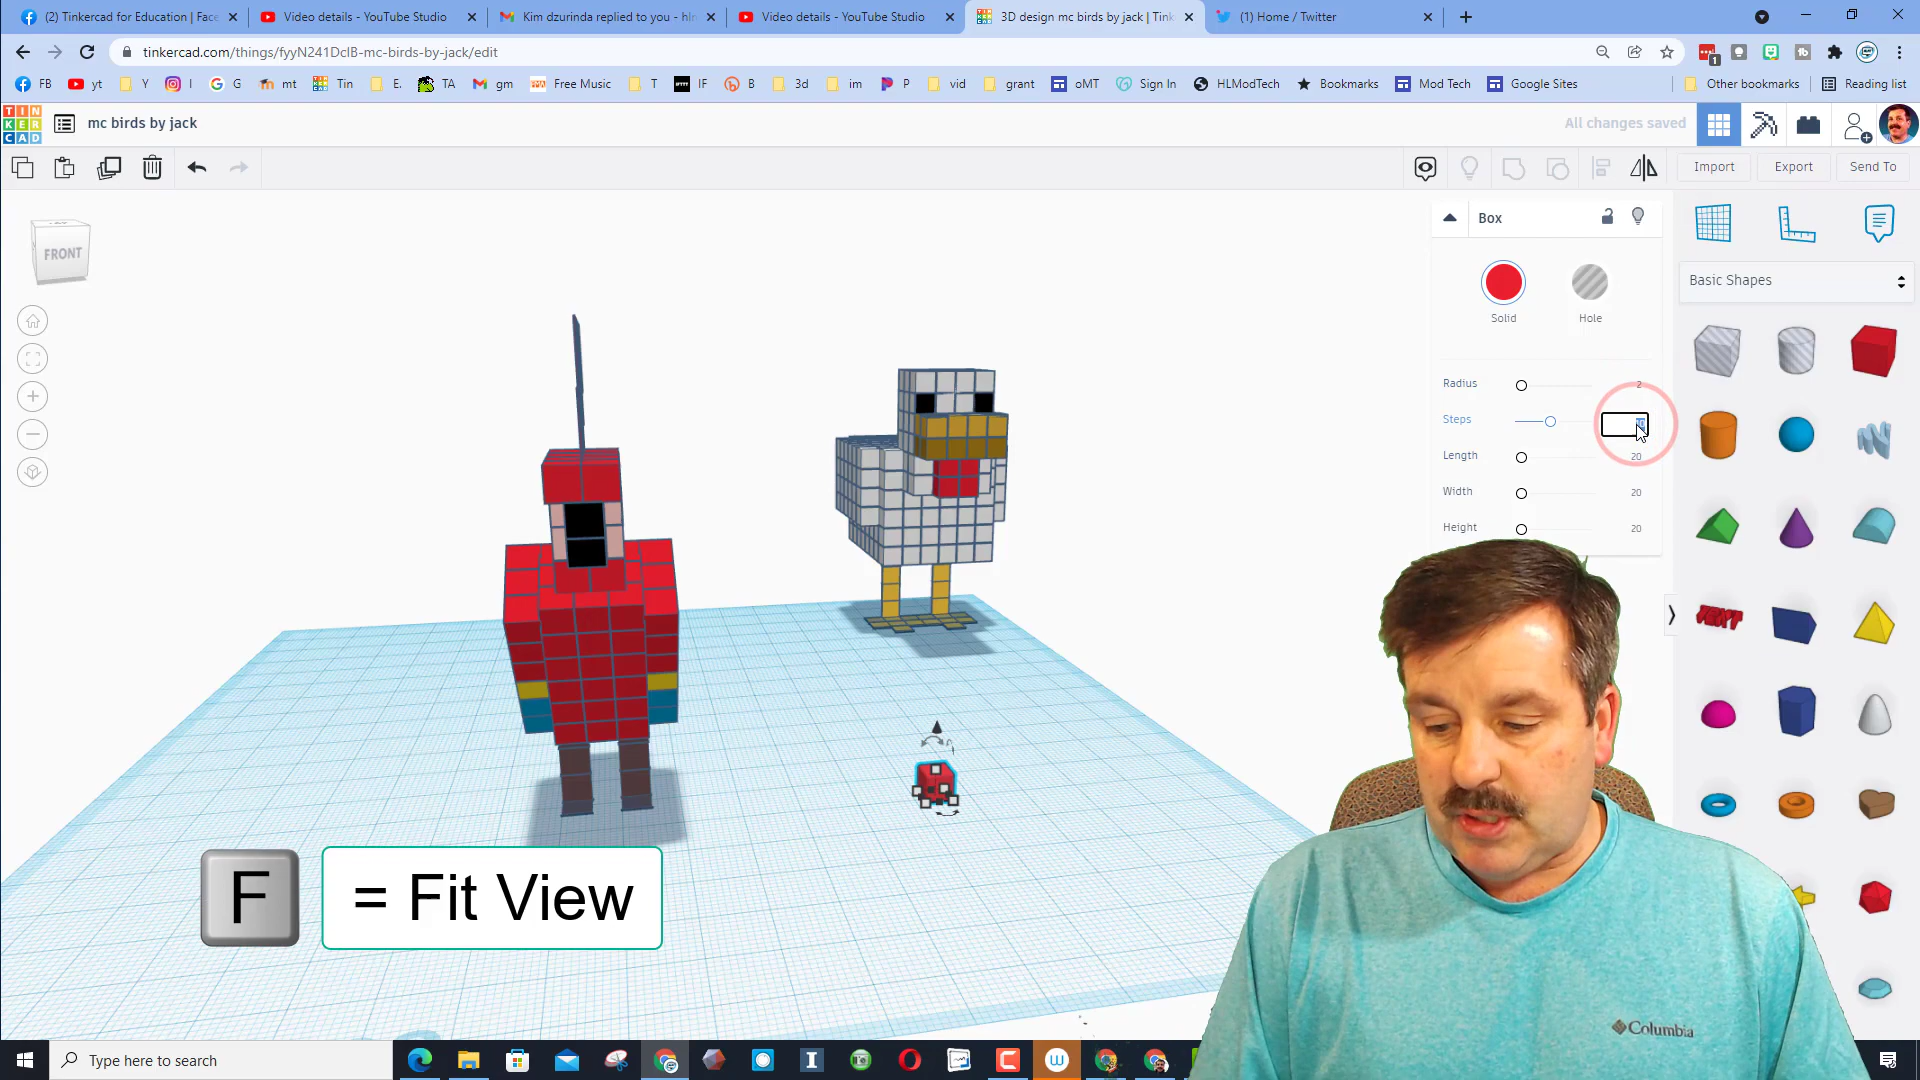 (2) Tinkercad for Education | Face
Video details - YouTube Studio
Kim dzurinda replied to you - hln
Video details - YouTube Studio
3D design mc birds by jack | Tink
(1) Home / Twitter
tinkercad.com/things/fyyN241DclB-mc-birds-by-jack/edit
1
FB
yt
Y
I
G
mt
Tin
E.
TA
gm
Free Music
T
IF
B
3d
im
P
vid
grant
oMT
Sign In
HLModTech
Bookmarks
Mod Tech
Google Sites
Other bookmarks
Reading list
TIN
KER
CAD
mc birds by jack
All changes saved
Import
Export
Send To
FRONT
Box
Solid
Hole
Radius
2
Steps
Length
20
Width
20
Height
20
Basic Shapes
TEXT
F
= Fit View
Columbia
Type here to search